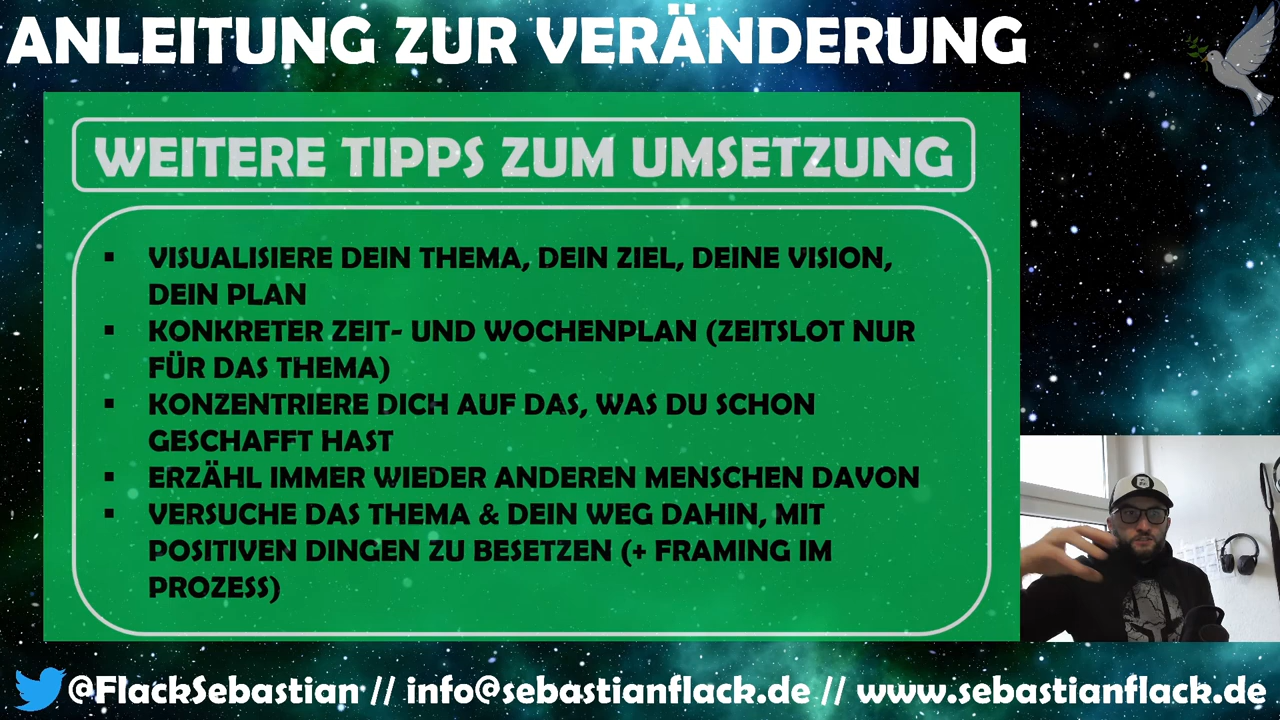 ANLEITUNG ZUR VERÄNDERUNG
WEITERE TIPPS ZUM UMSETZUNG
▪ VISUALISIERE DEIN THEMA, DEIN ZIEL, DEINE VISION,
DEIN PLAN
▪ KONKRETER ZEIT- UND WOCHENPLAN (ZEITSLOT NUR
FÜR DAS THEMA)
▪ KONZENTRIERE DICH AUF DAS, WAS DU SCHON
GESCHAFFT HAST
▪ ERZÄHL IMMER WIEDER ANDEREN MENSCHEN DAVON
▪ VERSUCHE DAS THEMA & DEIN WEG DAHIN, MIT
POSITIVEN DINGEN ZU BESETZEN (+ FRAMING IM
PROZESS)
@FlackSebastian // info@sebastianflack.de // www.sebastianflack.de